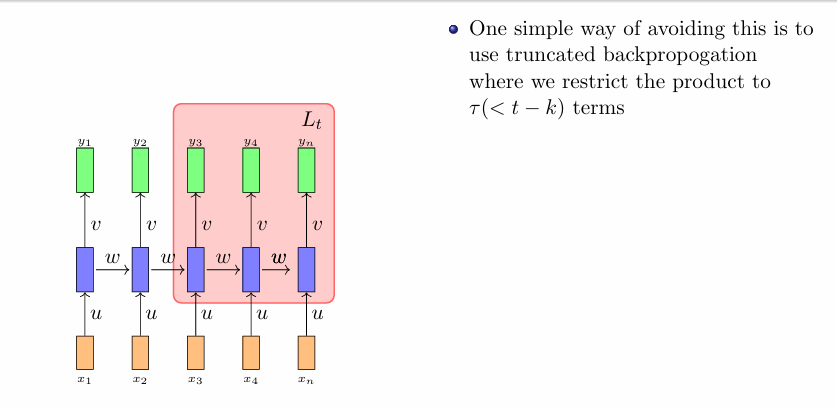 One simple way of avoiding this is to
use truncated backpropogation
where we restrict the product to
τ(< t − k) terms
L_t
y_1 y_2 y_3 y_4 y_n
v v v v v
w w w w
u u u u u
x_1 x_2 x_3 x_4 x_n